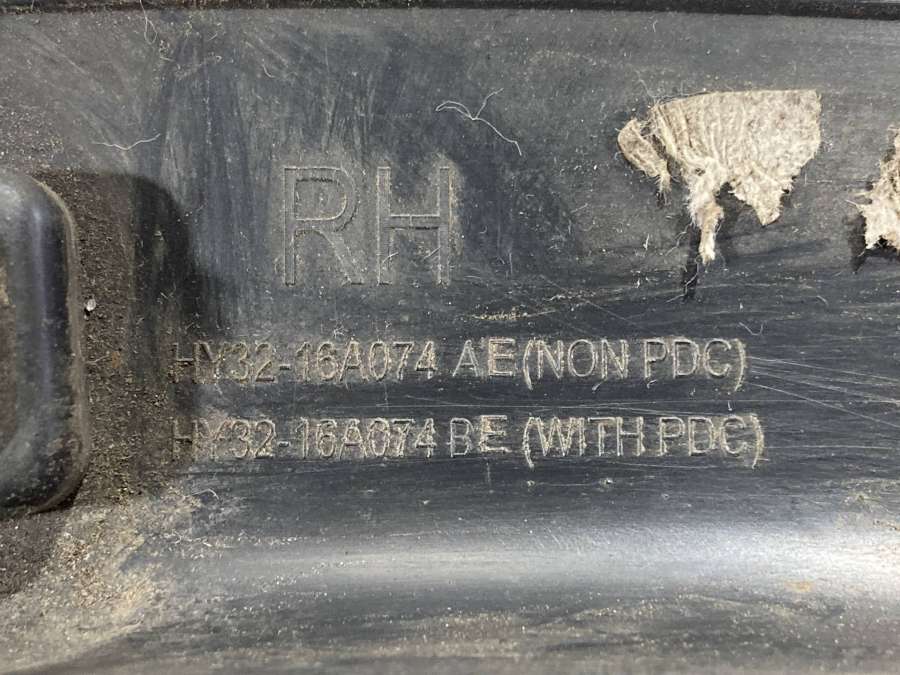 RH
HY32-16A074 AE (NON PDC)
HY32-16A074 BE (WITH PDC)